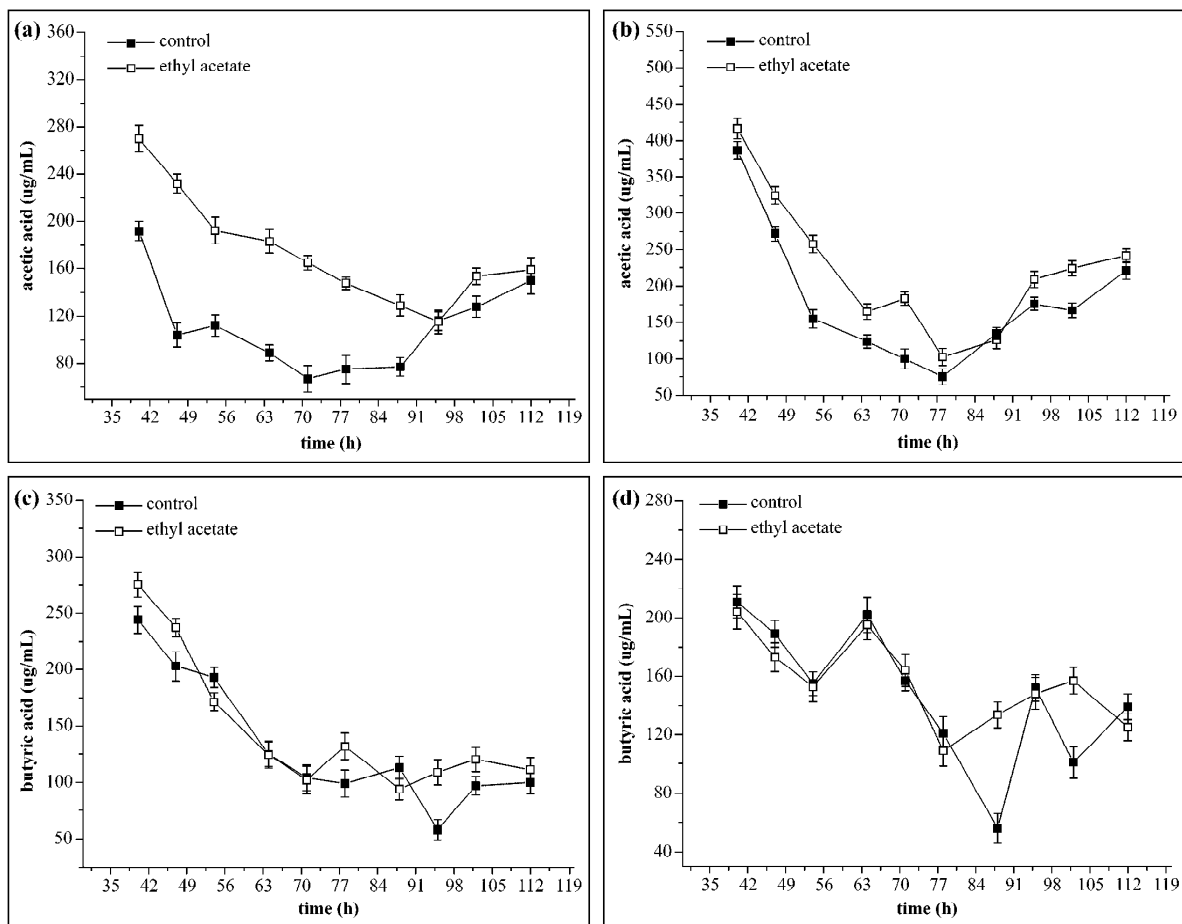 (a)
control
ethyl acetate
360
320
280
240
200
160
120
80
acetic acid (ug/mL)
35 42 49 56 63 70 77 84 91 98 105 112 119
time (h)
(b)
control
ethyl acetate
550
500
450
400
350
300
250
200
150
100
50
acetic acid (ug/mL)
35 42 49 56 63 70 77 84 91 98 105 112 119
time (h)
(c)
control
ethyl acetate
350
300
250
200
150
100
50
butyric acid (ug/mL)
35 42 49 56 63 70 77 84 91 98 105 112 119
time (h)
(d)
control
ethyl acetate
280
240
200
160
120
80
40
butyric acid (ug/mL)
35 42 49 56 63 70 77 84 91 98 105 112 119
time (h)